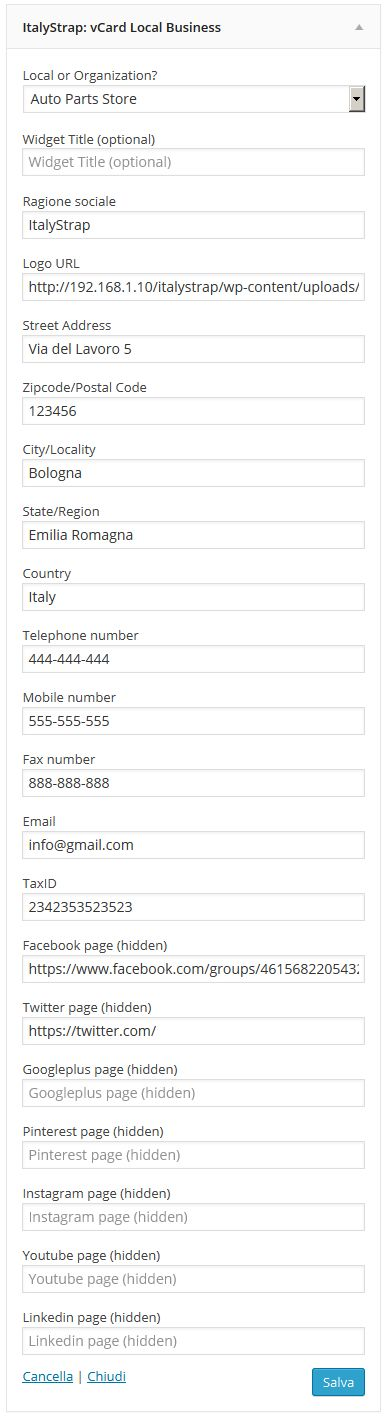 ItalyStrap: vCard Local Business
Local or Organization?
Auto Parts Store
Widget Title (optional)
Widget Title (optional)
Ragione sociale
ItalyStrap
Logo URL
http://192.168.1.10/italystrap/wp-content/uploads/
Street Address
Via del Lavoro 5
Zipcode/Postal Code
123456
City/Locality
Bologna
State/Region
Emilia Romagna
Country
Italy
Telephone number
444-444-444
Mobile number
555-555-555
Fax number
888-888-888
Email
info@gmail.com
TaxID
2342353523523
Facebook page (hidden)
https://www.facebook.com/groups/4615682205432
Twitter page (hidden)
https://twitter.com/
Googleplus page (hidden)
Googleplus page (hidden)
Pinterest page (hidden)
Pinterest page (hidden)
Instagram page (hidden)
Instagram page (hidden)
Youtube page (hidden)
Youtube page (hidden)
Linkedin page (hidden)
Linkedin page (hidden)
Cancella | Chiudi
Salva